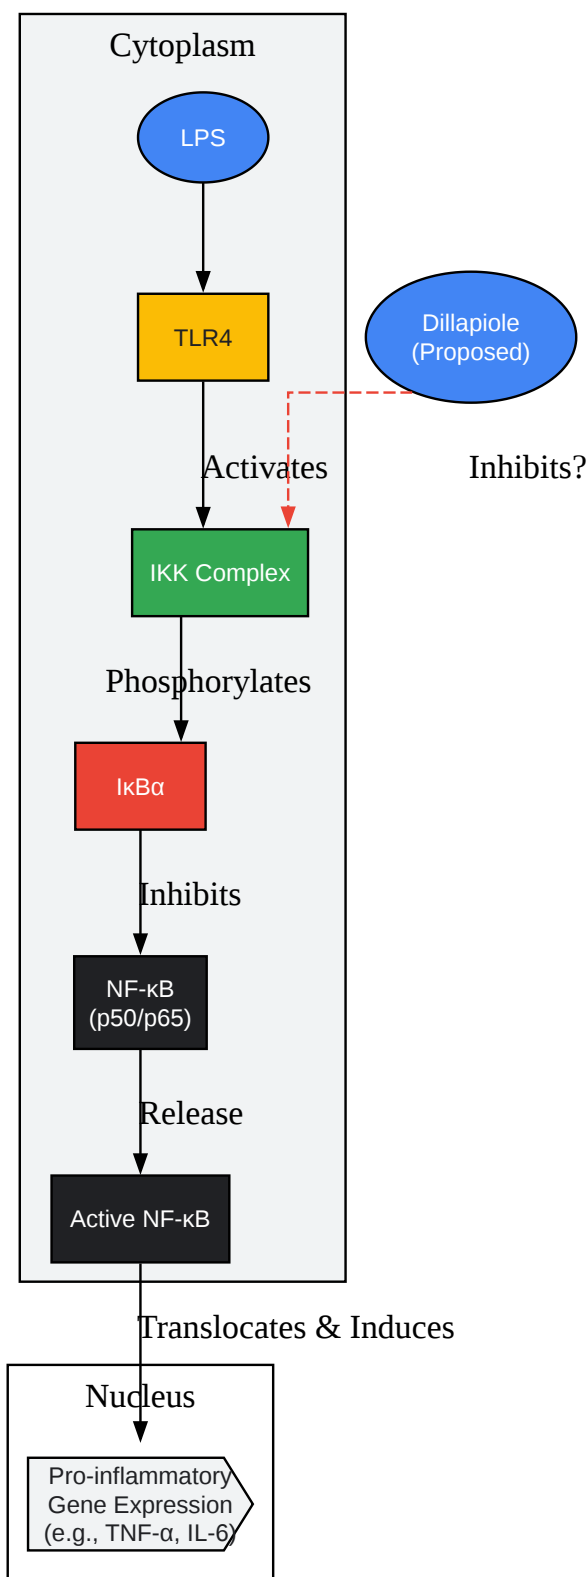 Cytoplasm
LPS
TLR4
Dillapiole
(Proposed)
Activates
Inhibits?
IKK Complex
Phosphorylates
IκBα
Inhibits
NF-κB
(p50/p65)
Release
Active NF-κB
Translocates & Induces
Nucleus
Pro-inflammatory
Gene Expression
(e.g., TNF-α, IL-6)